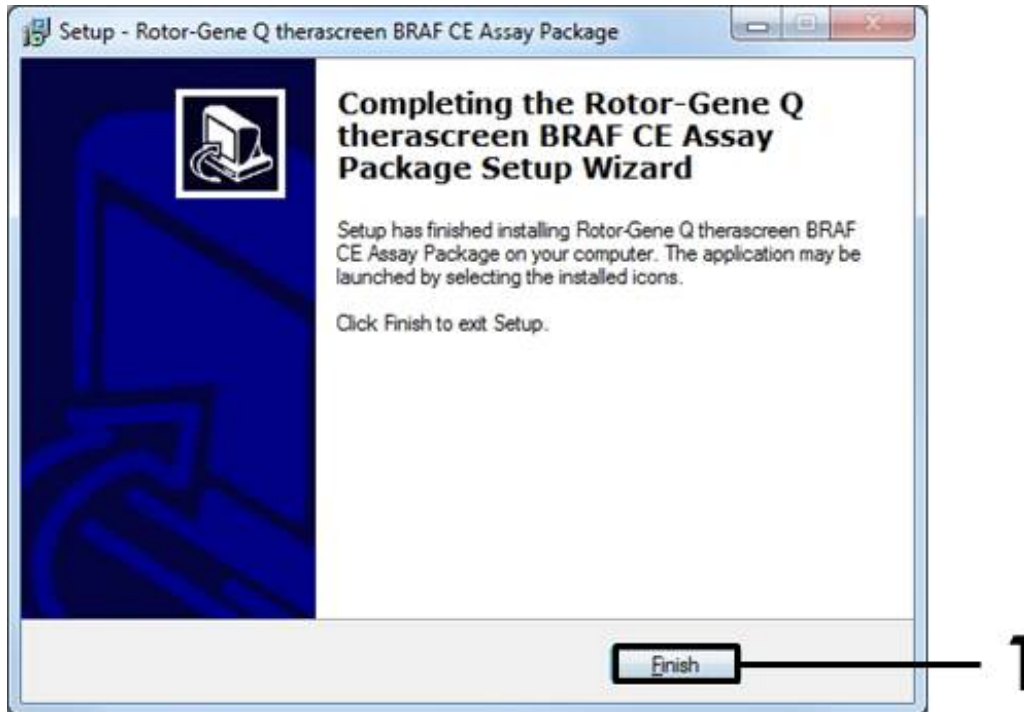 Setup - Rotor-Gene Q therascreen BRAF CE Assay Package
Completing the Rotor-Gene Q
therascreen BRAF CE Assay
Package Setup Wizard
Setup has finished installing Rotor-Gene Q therascreen BRAF
CE Assay Package on your computer. The application may be
launched by selecting the installed icons.
Click Finish to exit Setup.
Finish
1